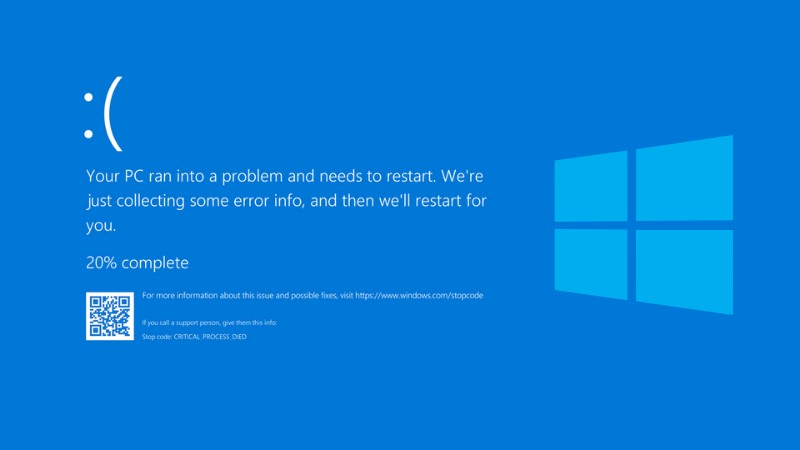 :(
Your PC ran into a problem and needs to restart. We're
just collecting some error info, and then we'll restart for
you.
20% complete
For more information about this issue and possible fixes, visit https://www.windows.com/stopcode
If you call a support person, give them this info:
Stop code: CRITICAL_PROCESS_DIED